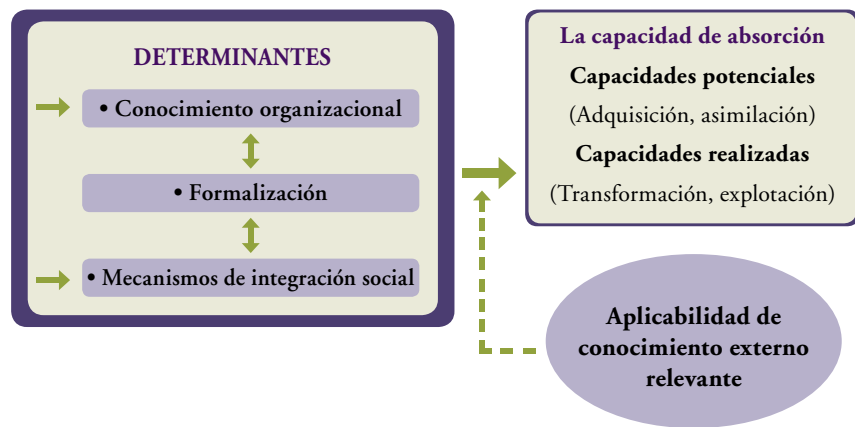 DETERMINANTES
• Conocimiento organizacional
• Formalización
• Mecanismos de integración social
La capacidad de absorción
Capacidades potenciales
(Adquisición, asimilación)
Capacidades realizadas
(Transformación, explotación)
Aplicabilidad de
conocimiento externo
relevante